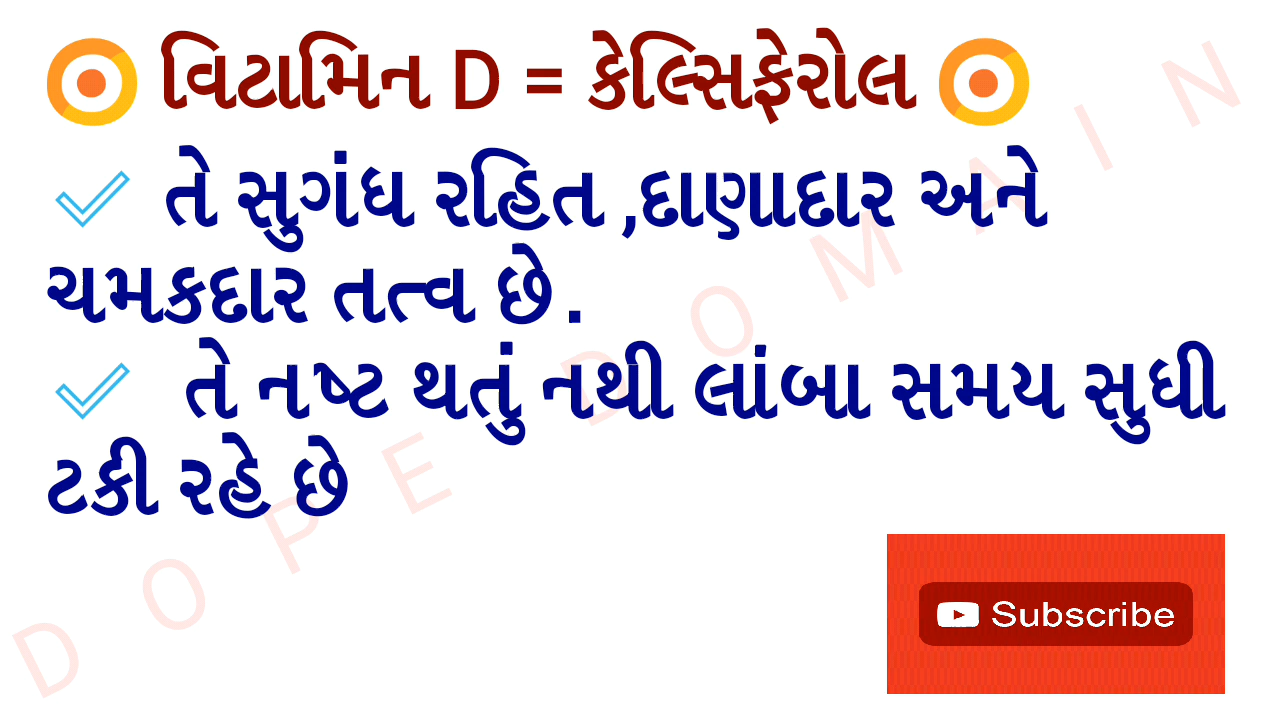 વિટામિન D = કેલ્સિફેરોલ
તે સુગંધ રહિત ,દાણાદાર અને
ચમકદાર તત્વ છે .
તે નષ્ટ થતું નથી લાંબા સમય સુધી
ટકી રહે છે
DOPE DOMAIN
Subscribe